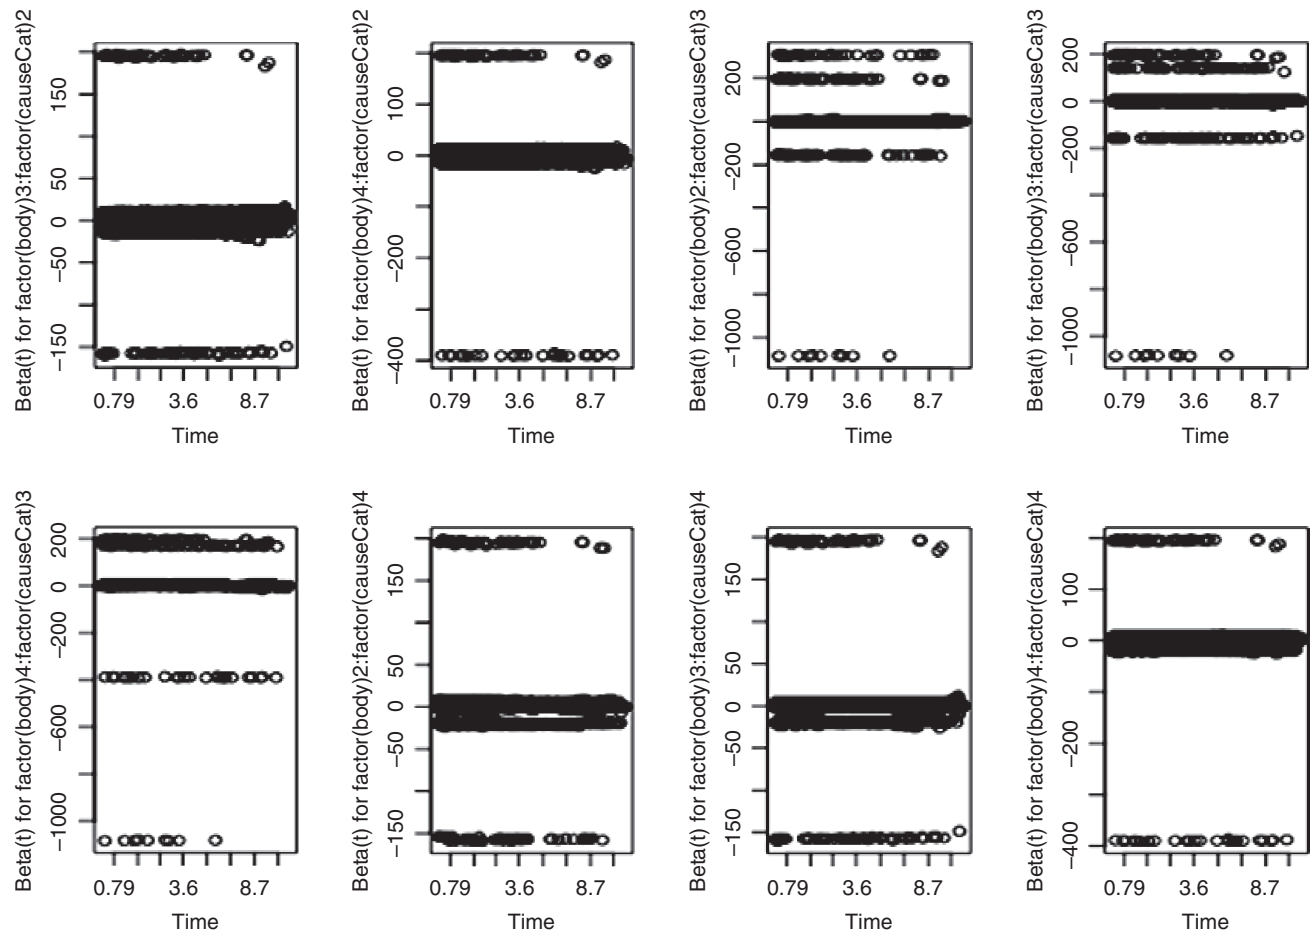 Beta(t) for factor(body)3:factor(causeCat)2
150
50
0
−50
−150
0.79 3.6 8.7
Time
Beta(t) for factor(body)4:factor(causeCat)2
100
0
−200
−400
0.79 3.6 8.7
Time
Beta(t) for factor(body)2:factor(causeCat)3
200
−200
−600
−1000
0.79 3.6 8.7
Time
Beta(t) for factor(body)3:factor(causeCat)3
200
0
−200
−600
−1000
0.79 3.6 8.7
Time
Beta(t) for factor(body)4:factor(causeCat)3
200
0
−200
−600
−1000
0.79 3.6 8.7
Time
Beta(t) for factor(body)2:factor(causeCat)4
150
50
0
−50
−150
0.79 3.6 8.7
Time
Beta(t) for factor(body)3:factor(causeCat)4
150
50
0
−50
−150
0.79 3.6 8.7
Time
Beta(t) for factor(body)4:factor(causeCat)4
100
0
−200
−400
0.79 3.6 8.7
Time